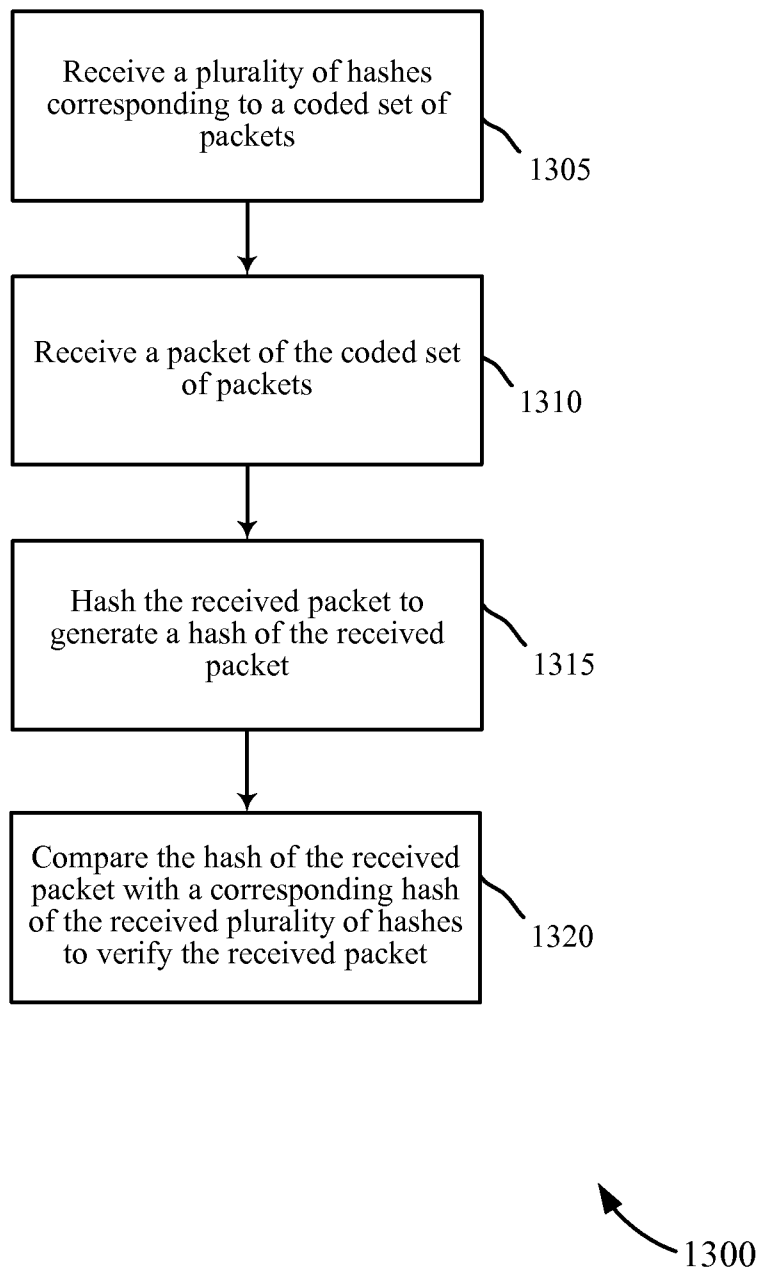 Receive a plurality of hashes
corresponding to a coded set of
packets
1305
Receive a packet of the coded set
of packets
1310
Hash the received packet to
generate a hash of the received
packet
1315
Compare the hash of the received
packet with a corresponding hash
of the received plurality of hashes
to verify the received packet
1320
1300